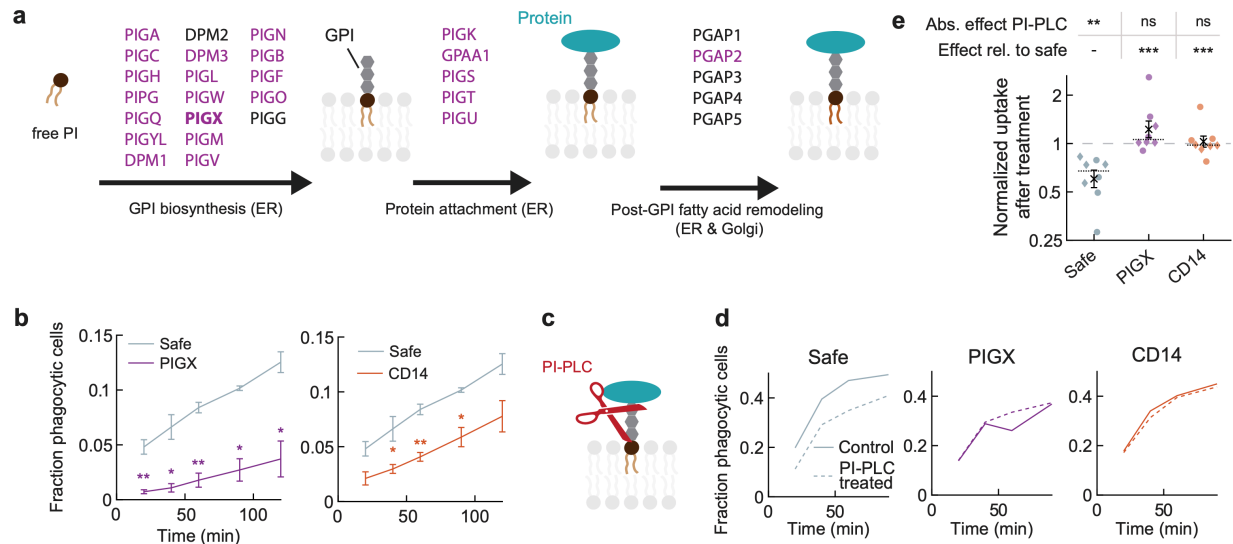 a
PIGA DPM2 PIGN
PIGC DPM3 PIGB
PIGH PIGL PIGF
PIPG PIGW PIGO
PIGQ PIGX PIGG
PIGYL PIGM
DPM1 PIGV
free PI
GPI biosynthesis (ER)
GPI
PIGK
GPAA1
PIGS
PIGT
PIGU
Protein attachment (ER)
Protein
PGAP1
PGAP2
PGAP3
PGAP4
PGAP5
Post-GPI fatty acid remodeling
(ER & Golgi)
e
Abs. effect PI-PLC ** ns ns
Effect rel. to safe - *** ***
Normalized uptake
after treatment
2
1
0.5
0.25
Safe
PIGX
CD14
b
Fraction phagocytic cells
0.15
0.1
0.05
0
Safe
PIGX
** * ** * *
0 50 100
Time (min)
0.15
0.1
0.05
0
Safe
CD14
* ** *
0 50 100
Time (min)
c
PI-PLC
d
Fraction phagocytic cells
Safe
0.4
0.2
0
Control
PI-PLC
treated
0 50
Time (min)
PIGX
0.4
0.2
0
0 50
Time (min)
CD14
0.4
0.2
0
0 50
Time (min)